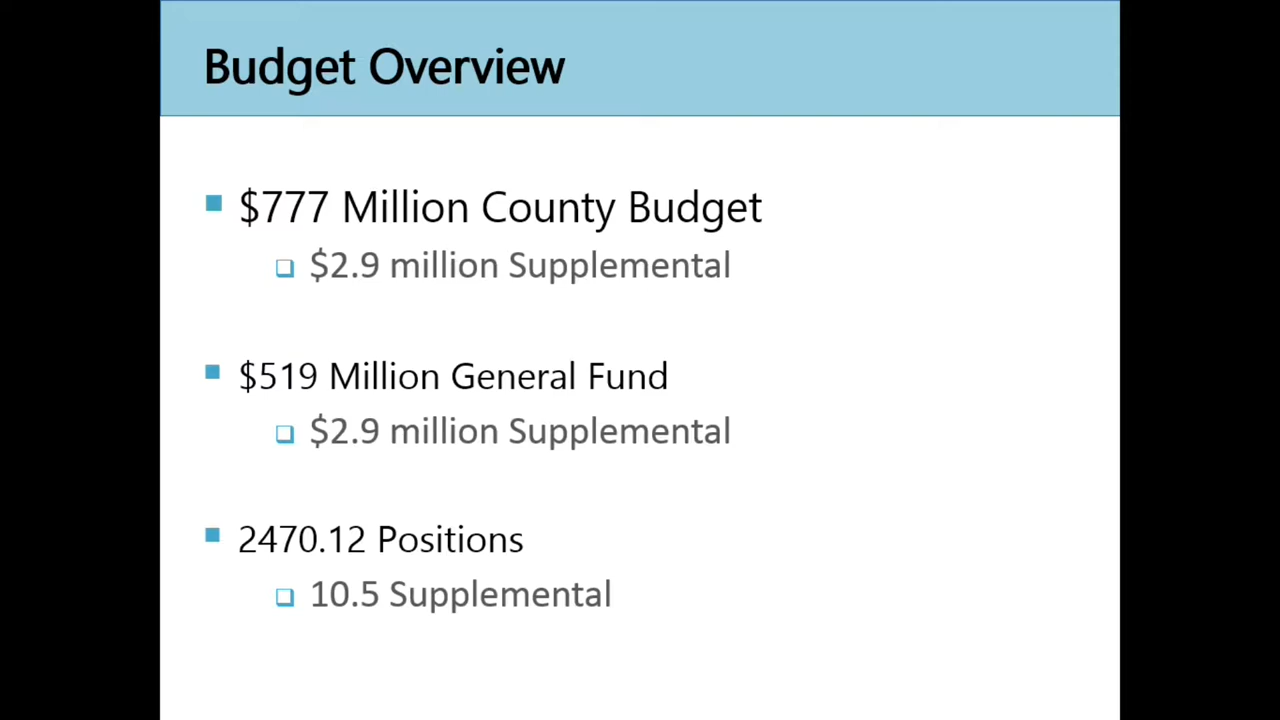 Budget Overview
$777 Million County Budget
$2.9 million Supplemental
$519 Million General Fund
$2.9 million Supplemental
2470.12 Positions
10.5 Supplemental